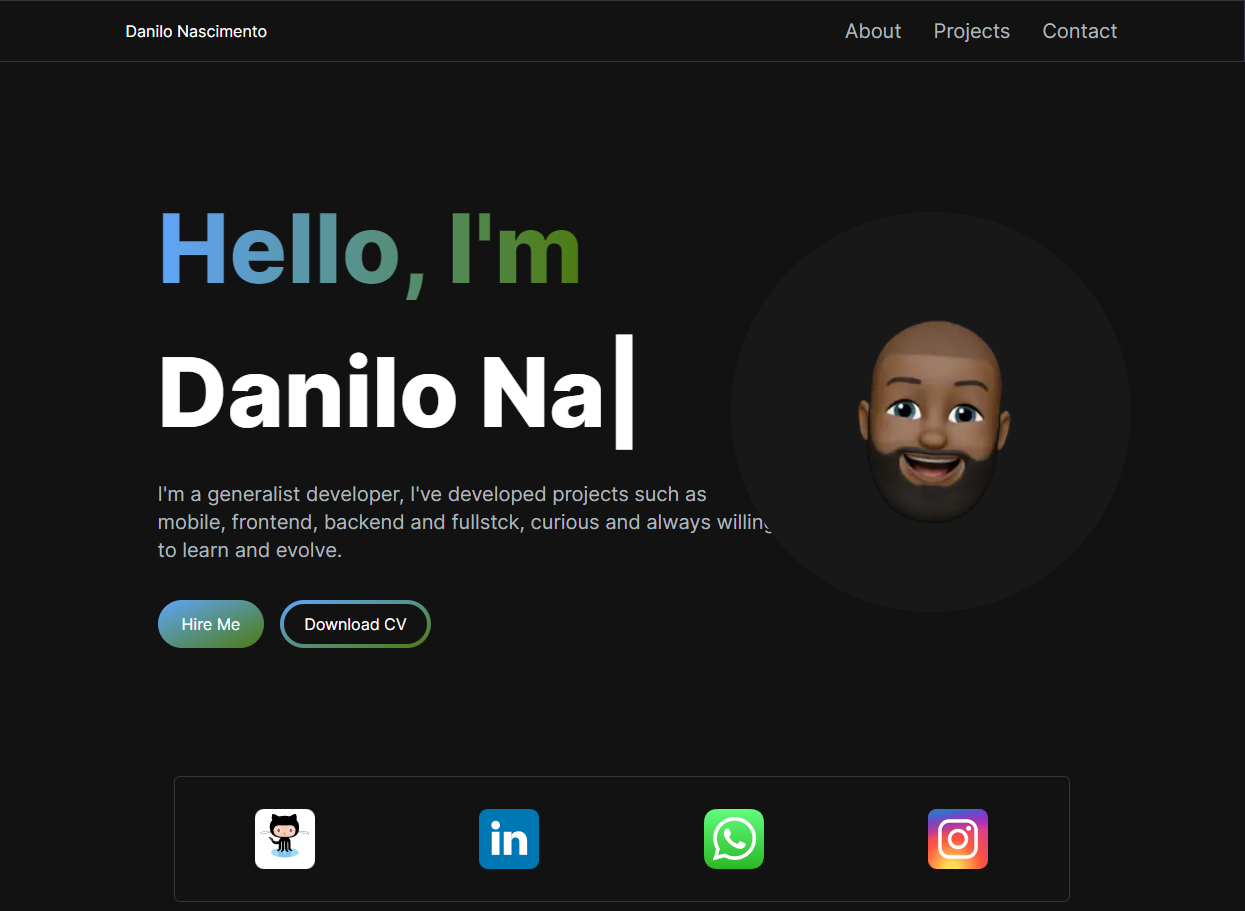 Danilo Nascimento
About Projects Contact
Hello, I'm
Danilo Na
I'm a generalist developer, I've developed projects such as
mobile, frontend, backend and fullstck, curious and always willing
to learn and evolve.
Hire Me
Download CV
in